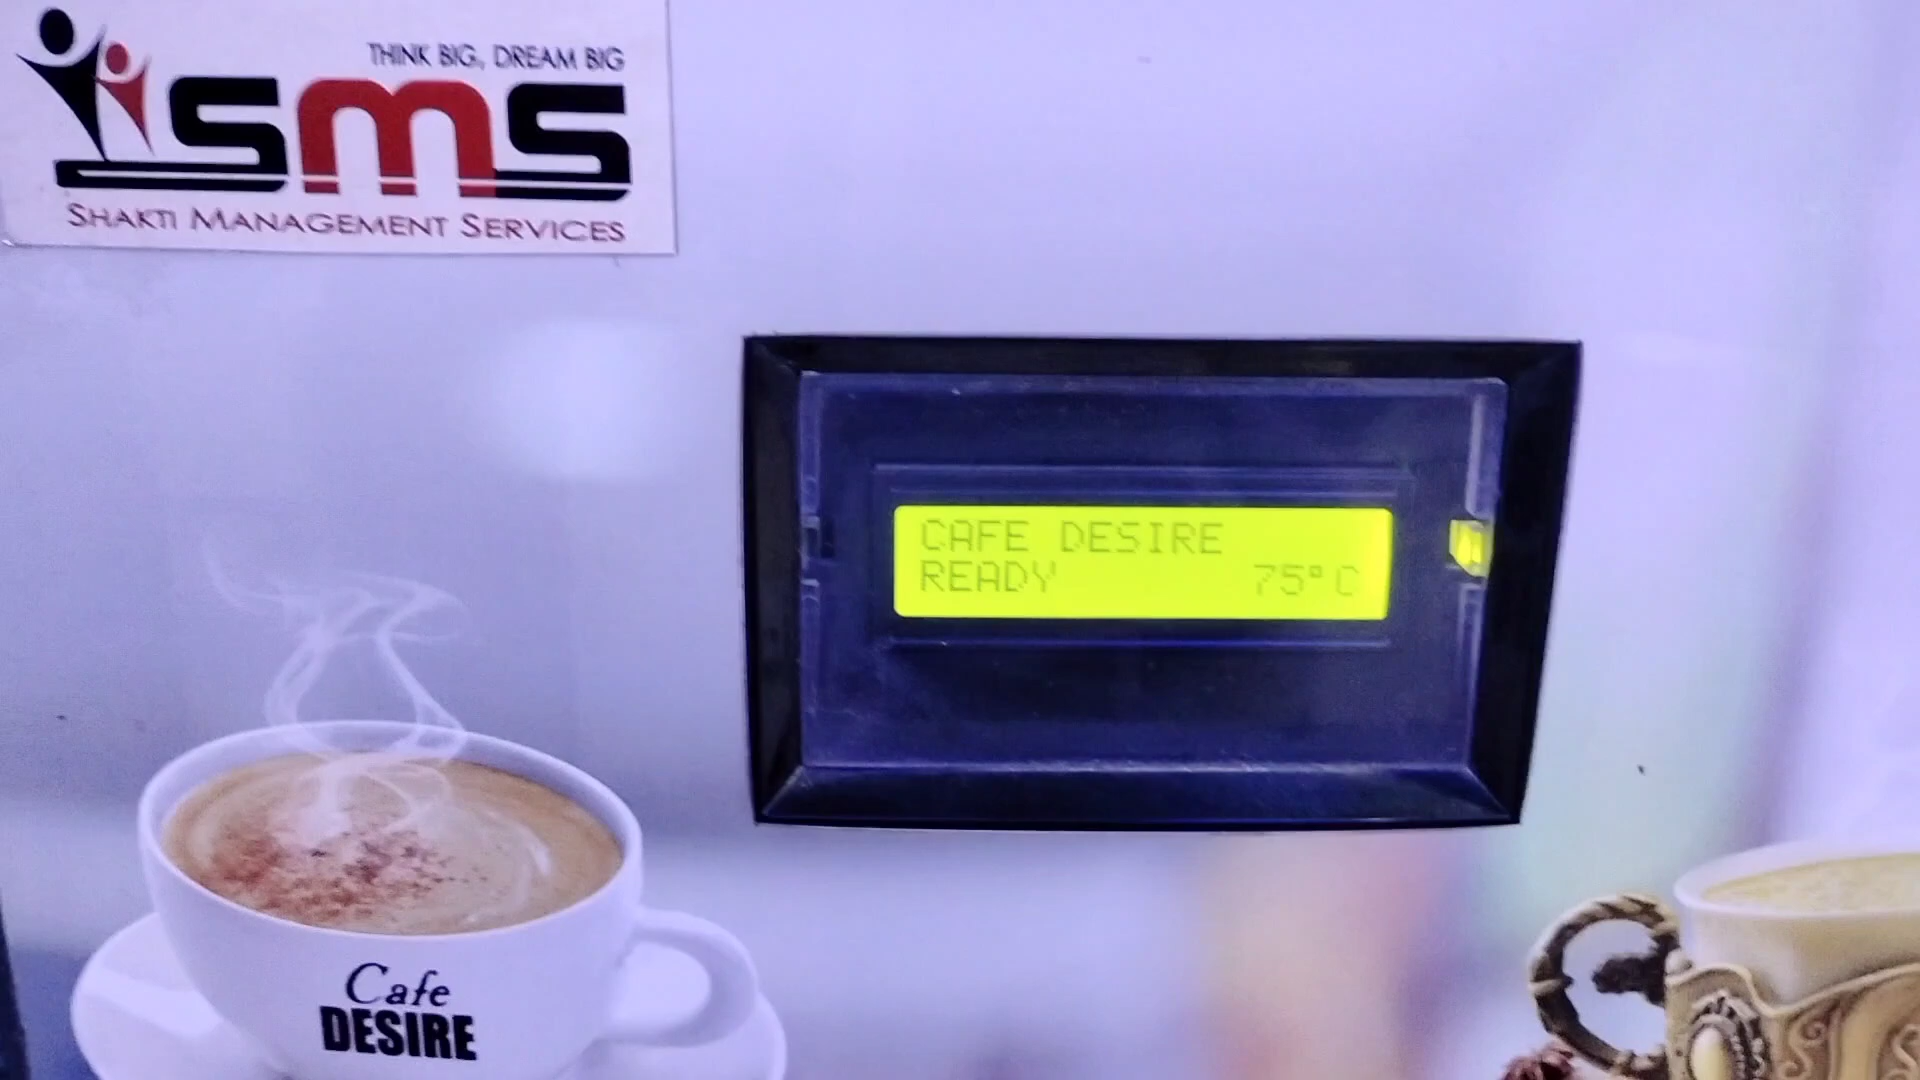 THINK BIG, DREAM BIG
sms
SHAKTI MANAGEMENT SERVICES
CAFE DESIRE
READY 75°C
Cafe
DESIRE